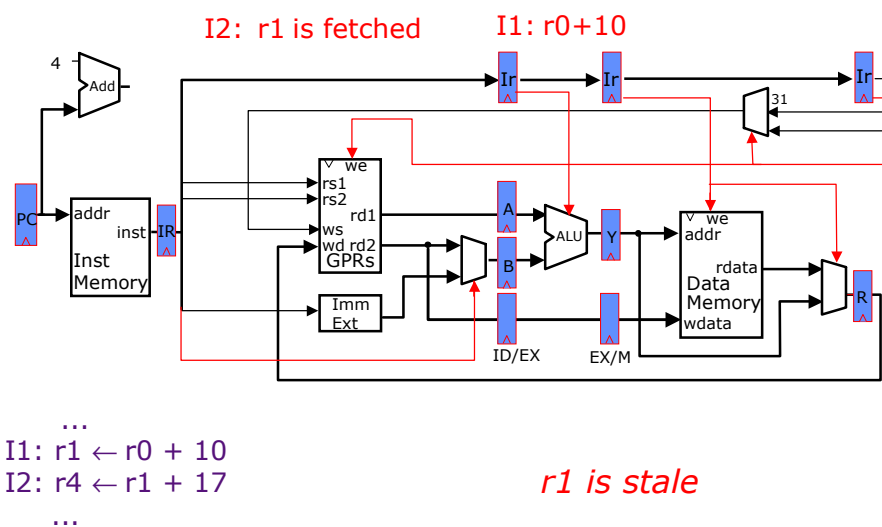 I2: r1 is fetched
I1: r0+10
4
Add
Ir
Ir
Ir
31
we
rs1
rs2
rd1
ws
wd rd2
GPRs
PC
addr
inst
IR
Inst
Memory
A
B
ALU
Y
we
addr
rdata
Data
Memory
wdata
R
Imm
Ext
ID/EX
EX/M
...
I1: r1 ← r0 + 10
I2: r4 ← r1 + 17
...
r1 is stale